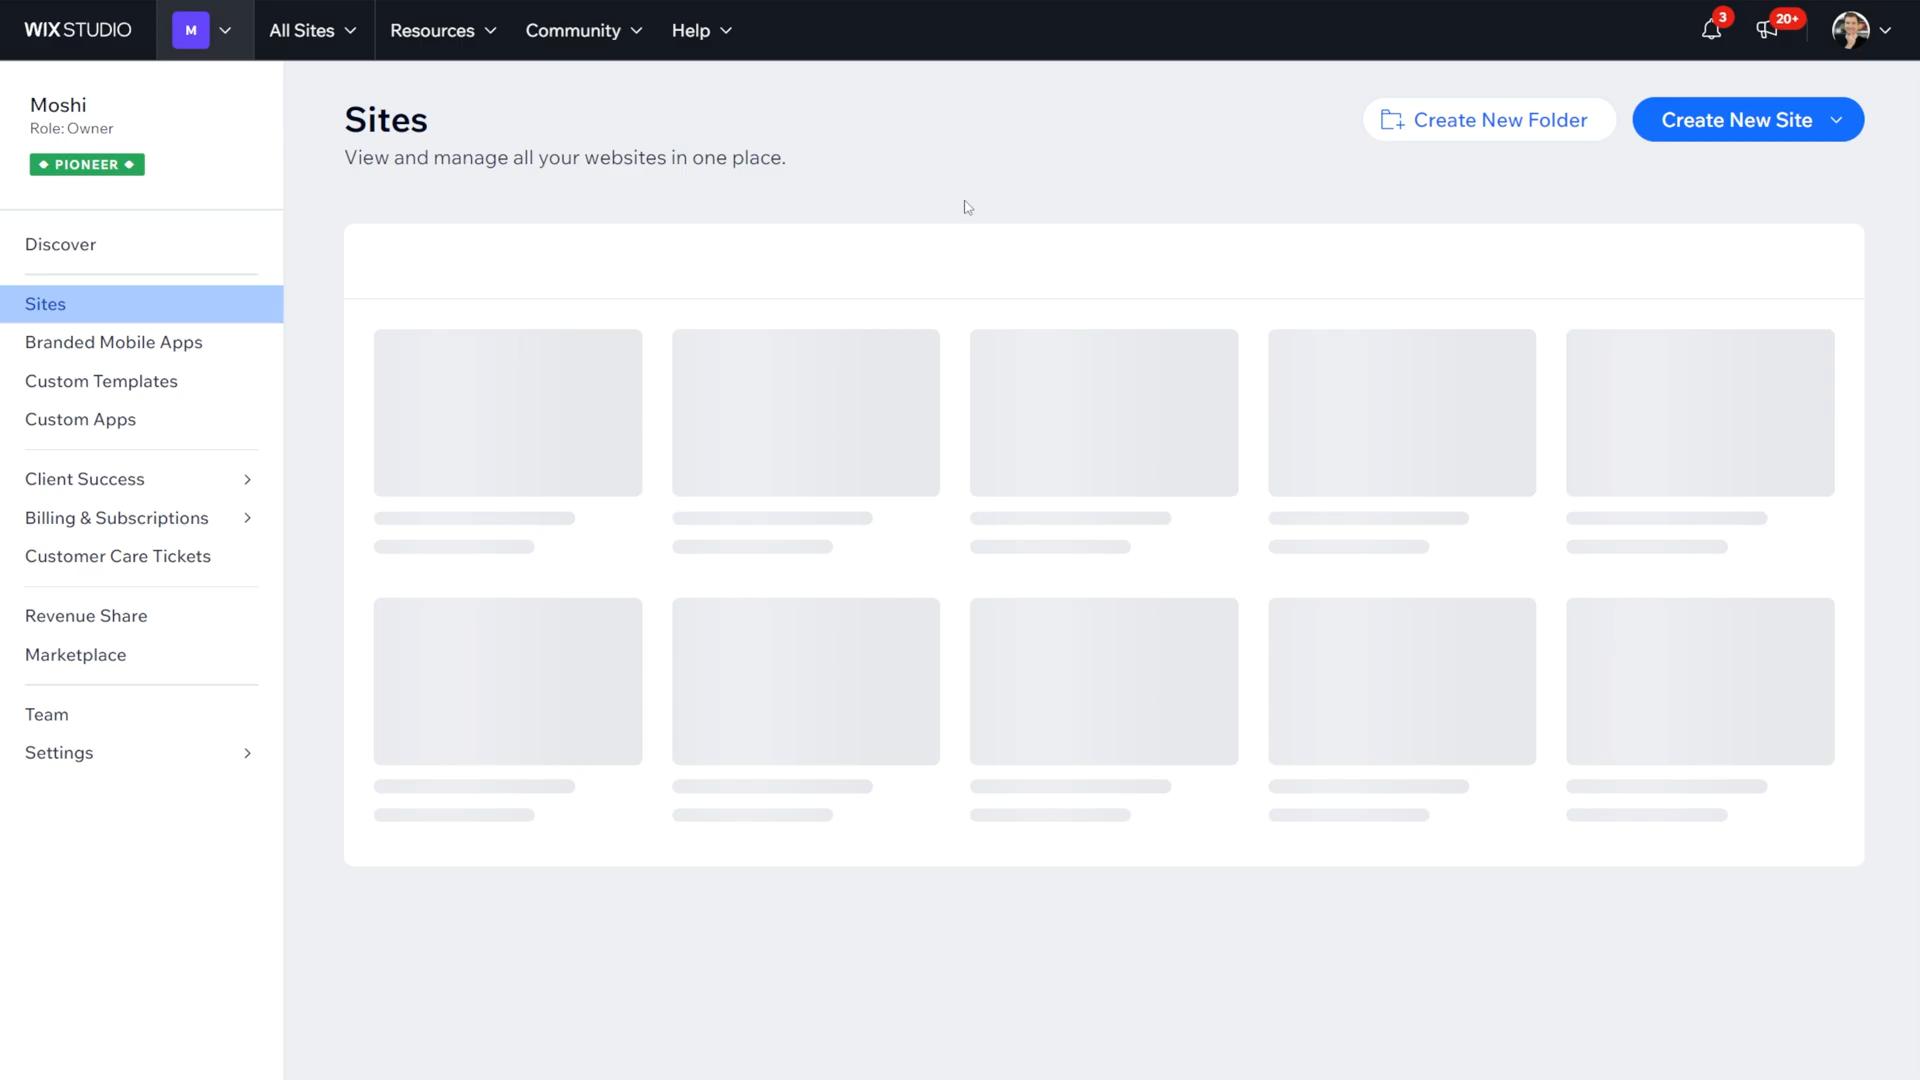 WIX STUDIO
M
All Sites
Resources
Community
Help
3
20+
Moshi
Role: Owner
PIONEER
Discover
Sites
Branded Mobile Apps
Custom Templates
Custom Apps
Client Success
Billing & Subscriptions
Customer Care Tickets
Revenue Share
Marketplace
Team
Settings
Sites
View and manage all your websites in one place.
Create New Folder
Create New Site